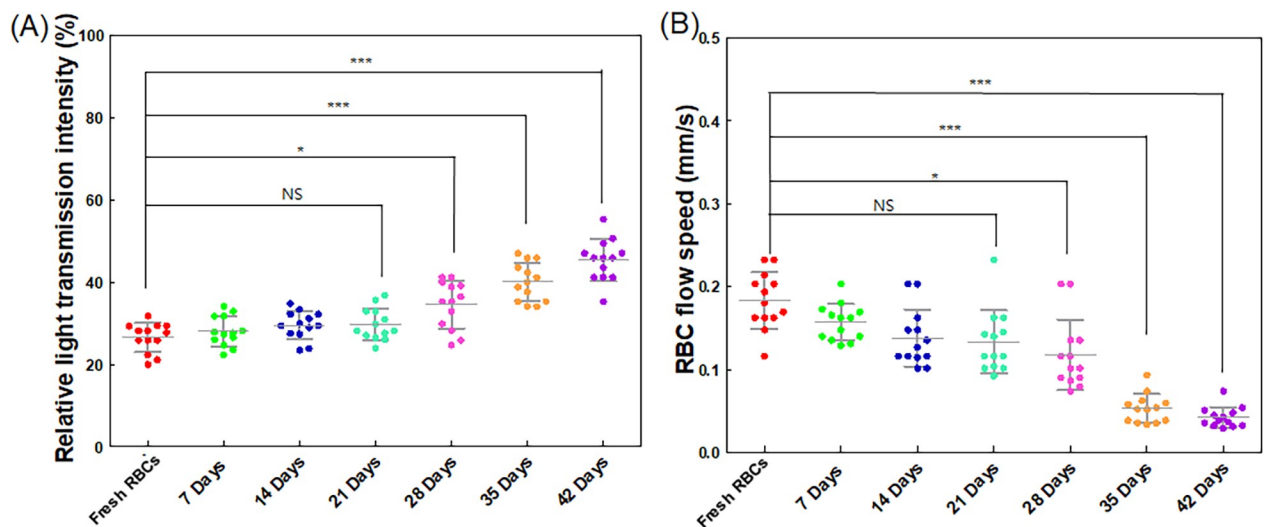 (A)
Relative light transmission intensity (%)
100
80
60
40
20
0
***
***
*
NS
Fresh RBCs
7 Days
14 Days
21 Days
28 Days
35 Days
42 Days
(B)
RBC flow speed (mm/s)
0.5
0.4
0.3
0.2
0.1
0.0
***
***
*
NS
Fresh RBCs
7 Days
14 Days
21 Days
28 Days
35 Days
42 Days